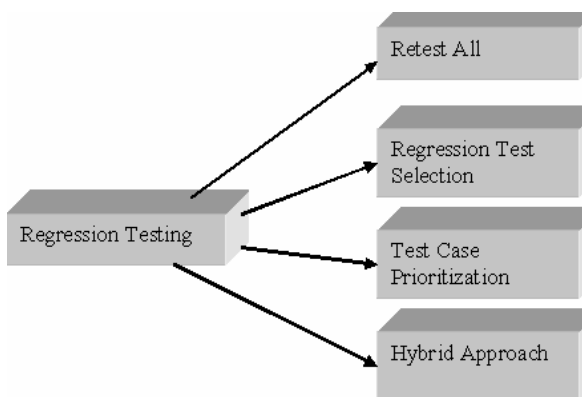 Retest All
Regression Test
Selection
Regression Testing
Test Case
Prioritization
Hybrid Approach